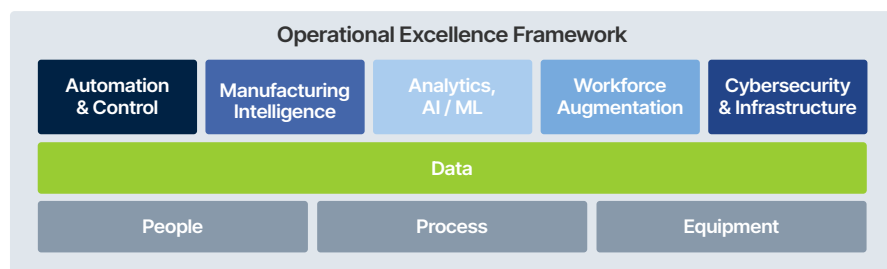 Operational Excellence Framework
Automation
& Control
Manufacturing
Intelligence
Analytics,
AI / ML
Workforce
Augmentation
Cybersecurity
& Infrastructure
Data
People
Process
Equipment